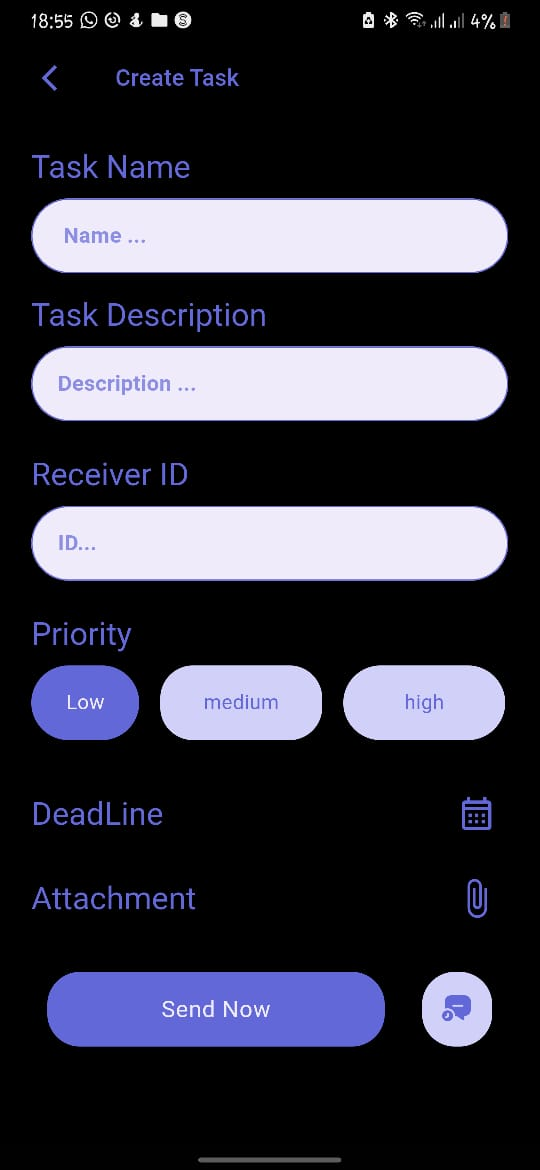 18:55 4%
Create Task
Task Name
Name ...
Task Description
Description ...
Receiver ID
ID...
Priority
Low medium high
DeadLine
Attachment
Send Now